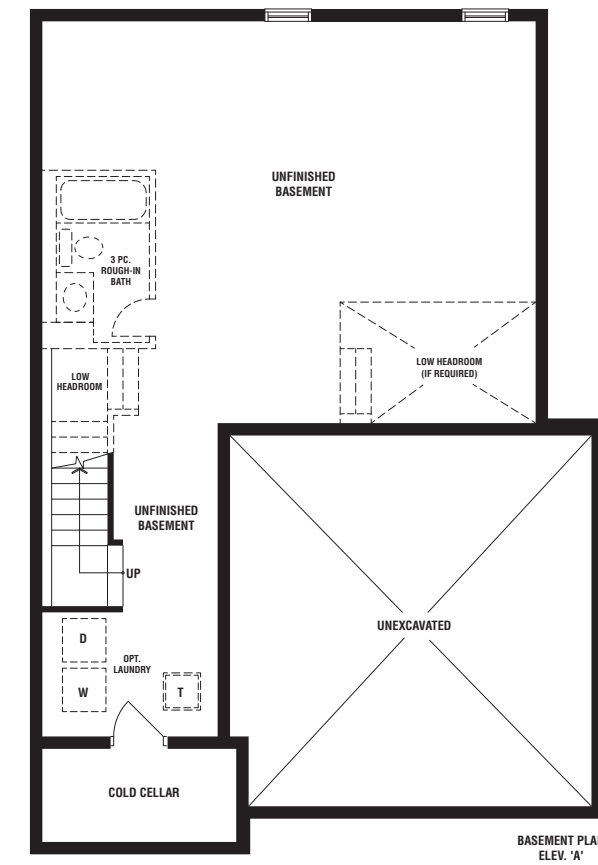 UNFINISHED
BASEMENT
3 PC.
ROUGH-IN
BATH
LOW
HEADROOM
LOW HEADROOM
(IF REQUIRED)
UNFINISHED
BASEMENT
UP
UNEXCAVATED
D
OPT.
LAUNDRY
W
T
COLD CELLAR
BASEMENT PLA
ELEV. 'A'